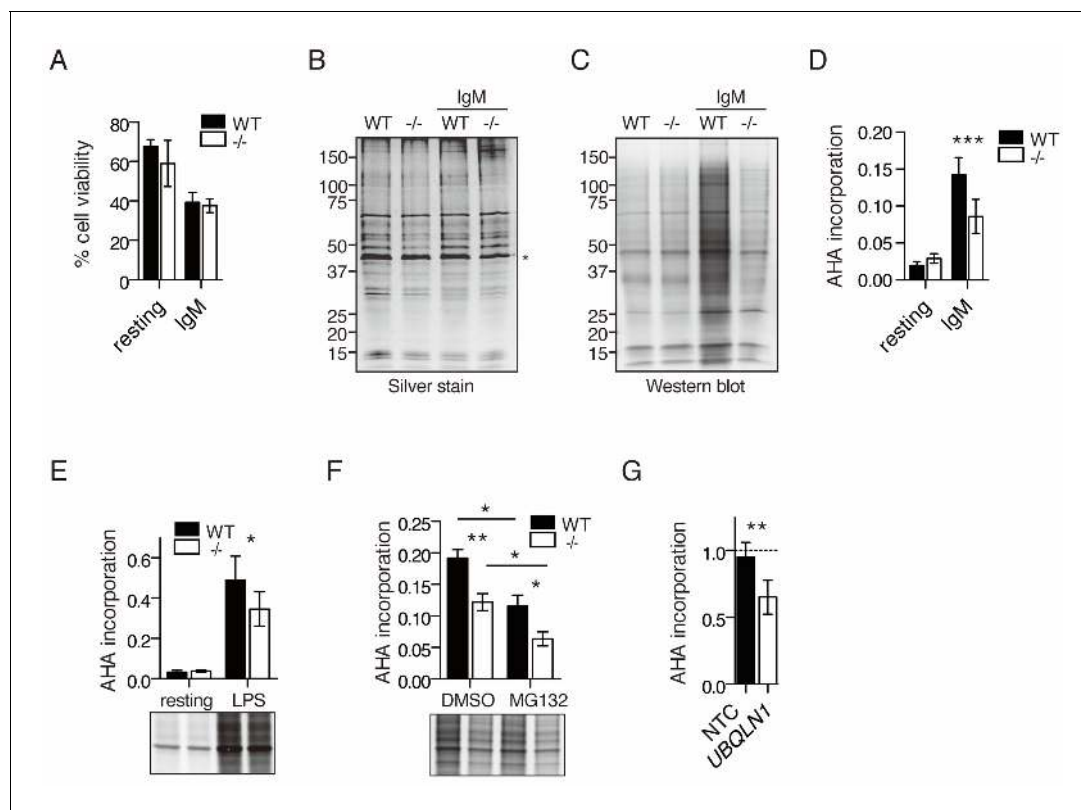 A
WT
-/-
80
60
40
20
0
% cell viability
resting
IgM
B
IgM
WT -/- WT -/-
150
100
75
50
37
25
20
15
*
Silver stain
C
IgM
WT -/- WT -/-
150
100
75
50
37
25
20
15
Western blot
D
WT
-/-
0.20
0.15
0.10
0.05
0.00
***
AHA incorporation
resting
IgM
E
WT
-/-
0.6
0.4
0.2
0.0
*
AHA incorporation
resting LPS
F
WT
-/-
0.25
0.20
0.15
0.10
0.05
0.00
*
**
*
*
AHA incorporation
DMSO MG132
G
**
1.0
0.5
0.0
AHA incorporation
NTC
UBQLN1